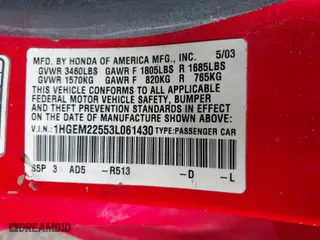 MFD. BY HONDA OF AMERICA MFG., INC. 5/03
GVWR 3460LBS GAWR F 1805LBS R 1685LBS
GVWR 1570KG GAWR F 820KG R 765KG
THIS VEHICLE CONFORMS TO ALL APPLICABLE
FEDERAL MOTOR VEHICLE SAFETY, BUMPER,
AND THEFT PREVENTION STANDARDS IN EFFECT
ON THE DATE OF MANUFACTURE SHOWN ABOVE.
V.I.N.: 1HGEM22553L061430 TYPE: PASSENGER CAR
S5P 3 AD5 -R513 -D -L